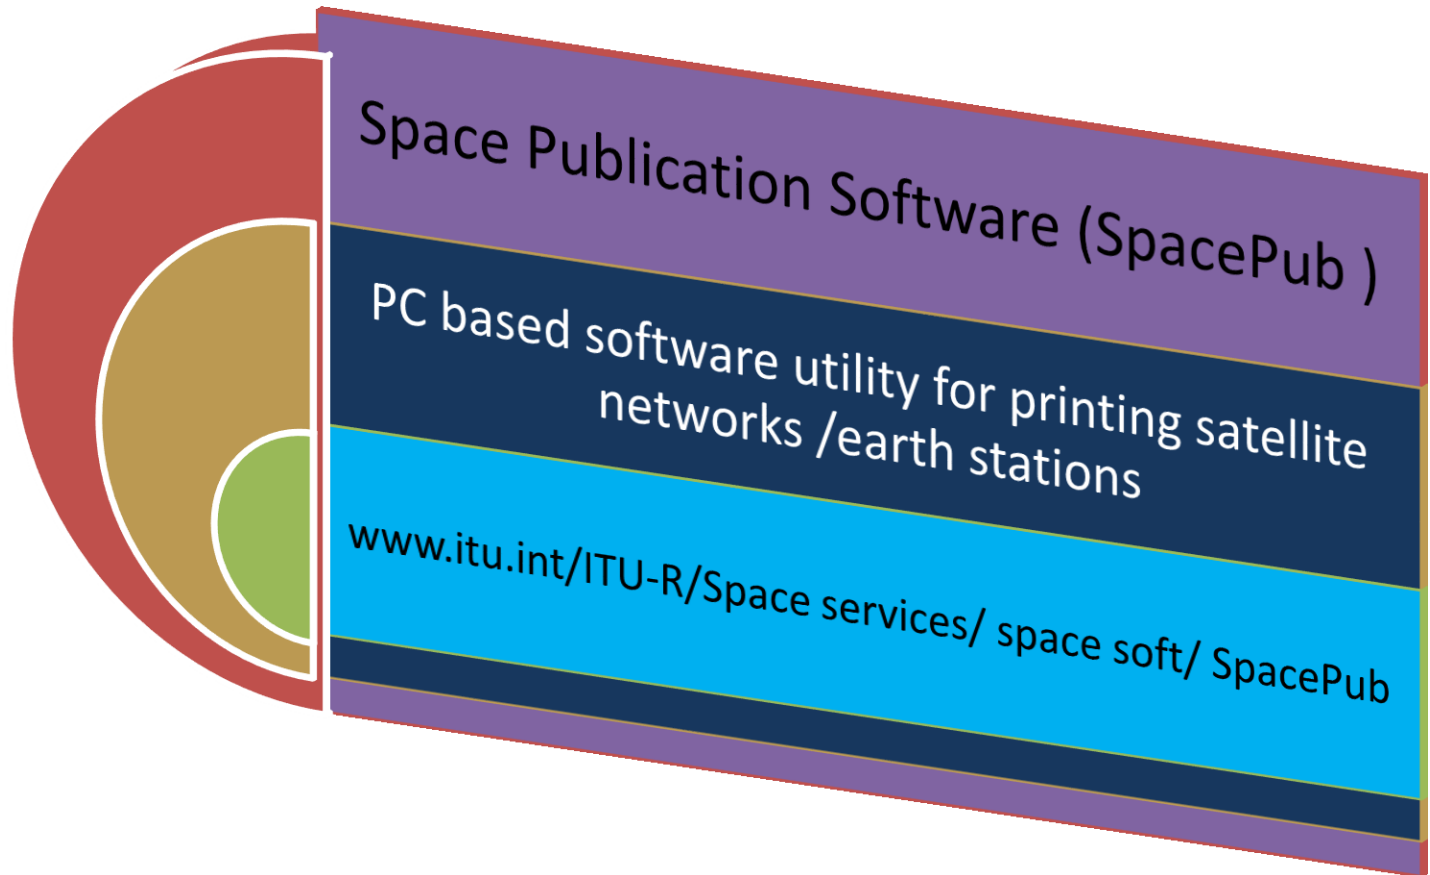 Space Publication Software (SpacePub )
PC based software utility for printing satellite
networks /earth stations
www.itu.int/ITU-R/Space services/ space soft/ SpacePub